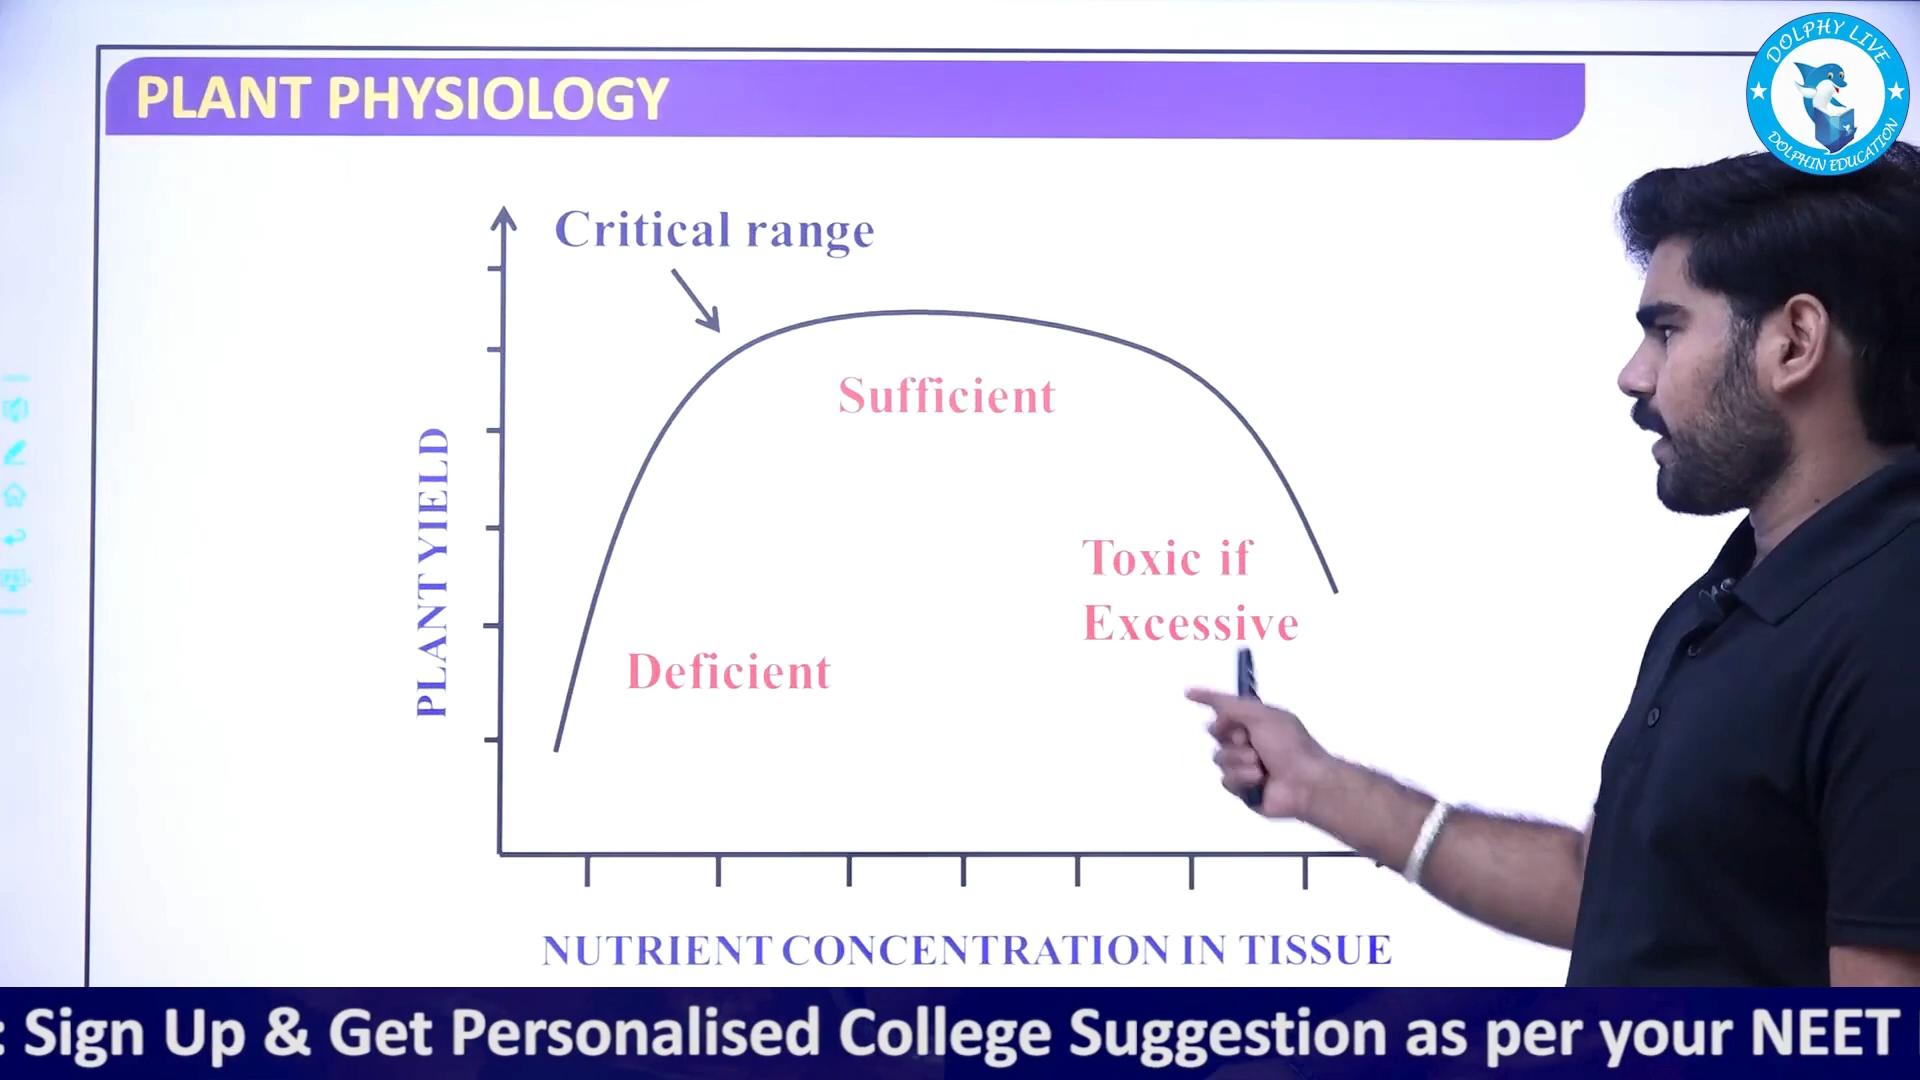 PLANT PHYSIOLOGY
DOLPHY LIVE
DOLPHIN EDUCATION
Critical range
Sufficient
PLANT YIELD
Toxic if
Excessive
Deficient
NUTRIENT CONCENTRATION IN TISSUE
: Sign Up & Get Personalised College Suggestion as per your NEET